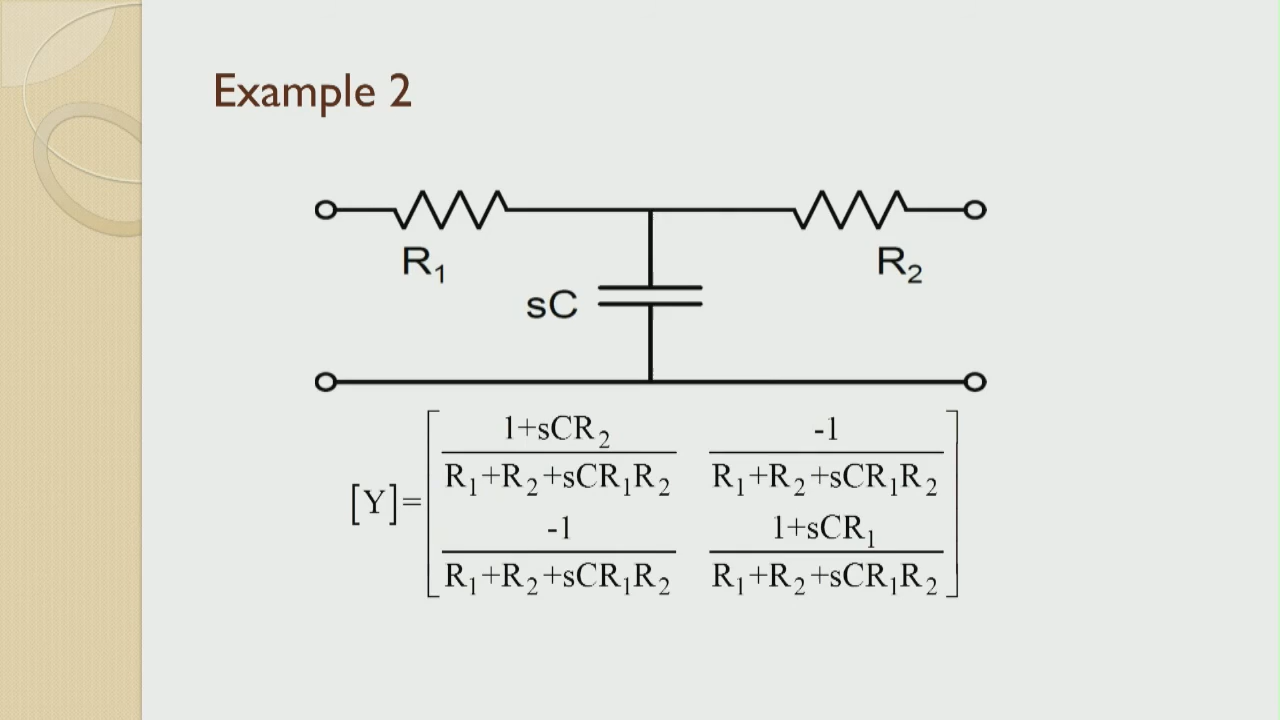 Example 2
R₁
R₂
sC
[Y]=
1+sCR₂ -1
R₁+R₂+sCR₁R₂ R₁+R₂+sCR₁R₂
-1 1+sCR₁
R₁+R₂+sCR₁R₂ R₁+R₂+sCR₁R₂